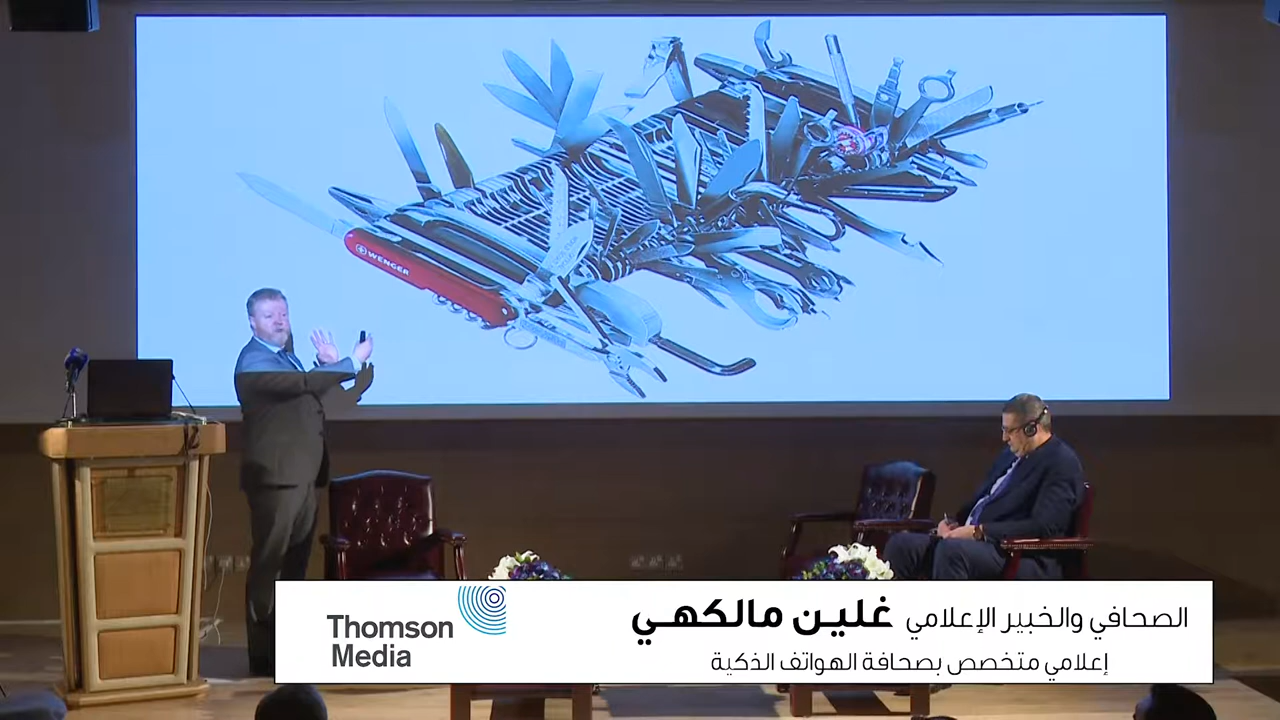 WENGER
الصحافي والخبير الإعلامي غلين مالكهي
إعلامي متخصص بصحافة الهواتف الذكية
Thomson
Media